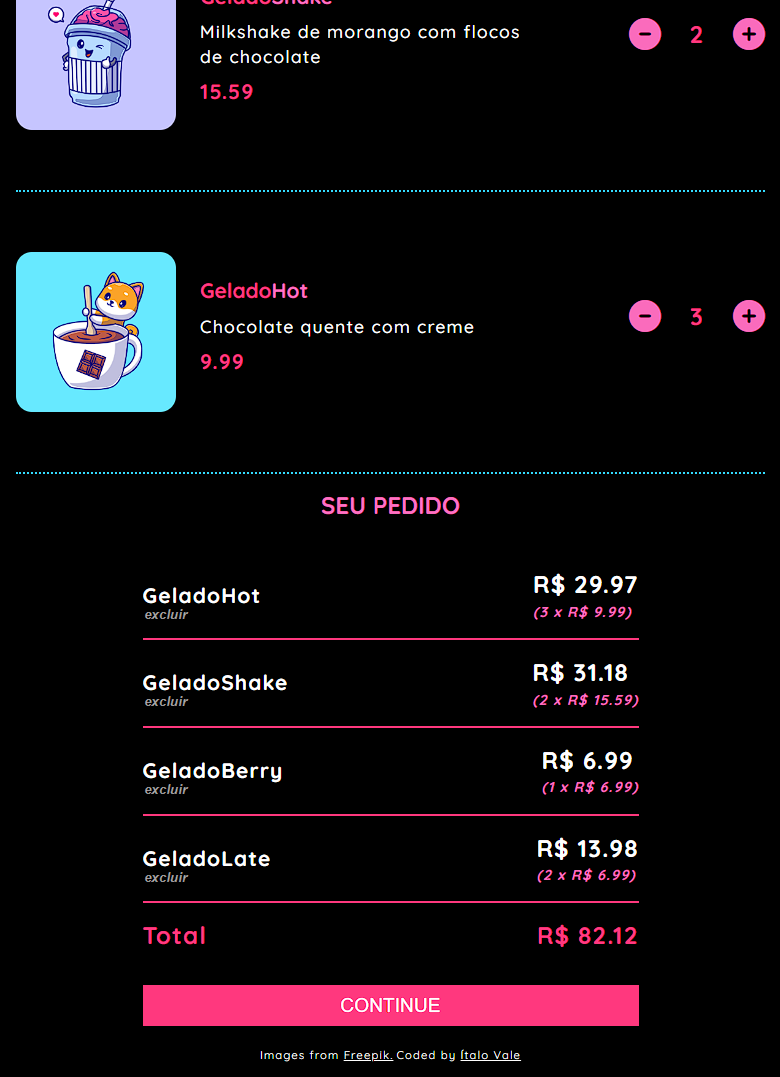 GeladoShake
Milkshake de morango com flocos
de chocolate
15.59
2
GeladoHot
Chocolate quente com creme
9.99
3
SEU PEDIDO
GeladoHot
excluir
R$ 29.97
(3 x R$ 9.99)
GeladoShake
excluir
R$ 31.18
(2 x R$ 15.59)
GeladoBerry
excluir
R$ 6.99
(1 x R$ 6.99)
GeladoLate
excluir
R$ 13.98
(2 x R$ 6.99)
Total R$ 82.12
CONTINUE
Images from Freepik. Coded by Ítalo Vale